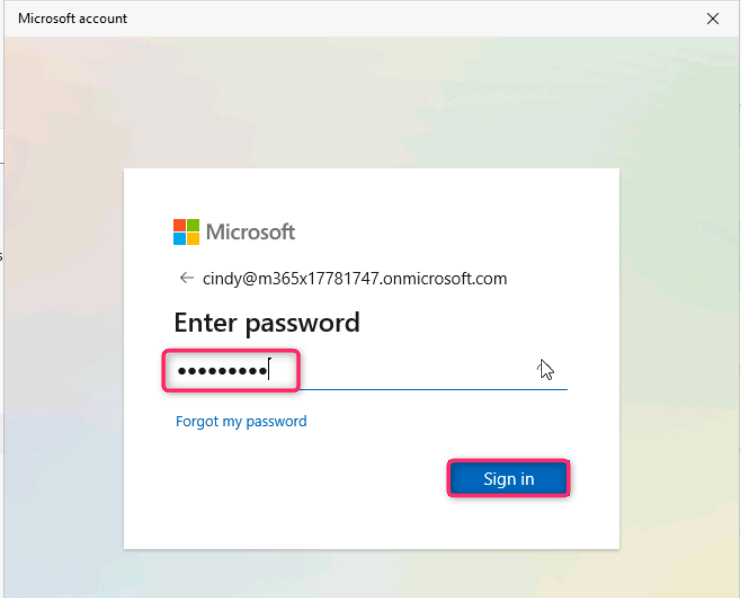 Microsoft account
Microsoft
← cindy@m365x17781747.onmicrosoft.com
Enter password
•••••••••
Forgot my password
Sign in